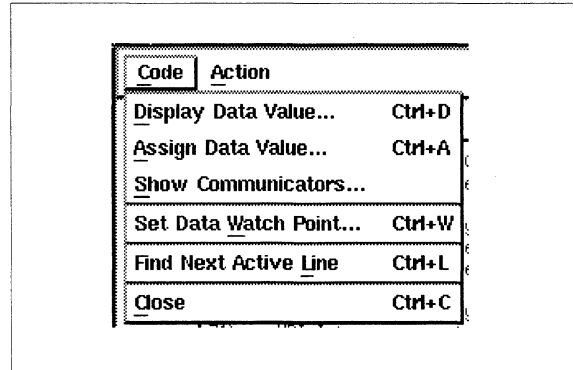 Code Action
Display Data Value... Ctrl+D
Assign Data Value... Ctrl+A
Show Communicators...
Set Data Watch Point... Ctrl+W
Find Next Active Line Ctrl+L
Close Ctrl+C